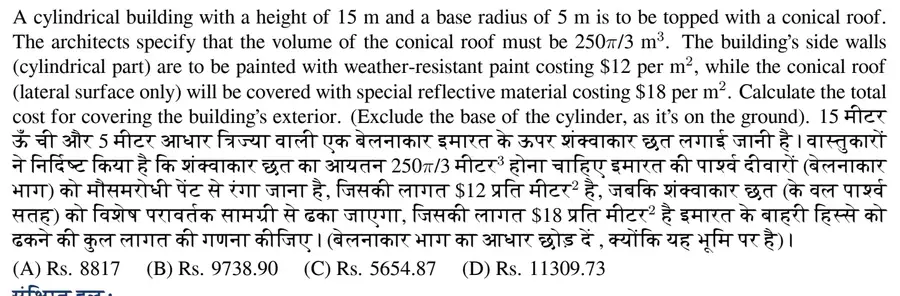 A cylindrical building with a height of 15 m and a base radius of 5 m is to be topped with a conical roof.
The architects specify that the volume of the conical roof must be 250π/3 m³. The building's side walls
(cylindrical part) are to be painted with weather-resistant paint costing $12 per m², while the conical roof
(lateral surface only) will be covered with special reflective material costing $18 per m². Calculate the total
cost for covering the building's exterior. (Exclude the base of the cylinder, as it's on the ground). 15 मीटर
ऊँ ची और 5 मीटर आधार त्रिज्या वाली एक बेलनाकार इमारत के ऊपर शंक्वाकार छत लगाई जानी है। वास्तुकारों
ने निर्दिष्ट किया है कि शंक्वाकार छत का आयतन 250π/3 मीटर³ होना चाहिए इमारत की पार्श्व दीवारों (बेलनाकार
भाग) को मौसमरोधी पेंट से रंगा जाना है, जिसकी लागत $12 प्रति मीटर² है, जबकि शंक्वाकार छत (के वल पार्श्व
सतह) को विशेष परावर्तक सामग्री से ढका जाएगा, जिसकी लागत $18 प्रति मीटर² है इमारत के बाहरी हिस्से को
ढकने की कुल लागत की गणना कीजिए। (बेलनाकार भाग का आधार छोड़ दें , क्योंकि यह भूमि पर है)।
(A) Rs. 8817 (B) Rs. 9738.90 (C) Rs. 5654.87 (D) Rs. 11309.73